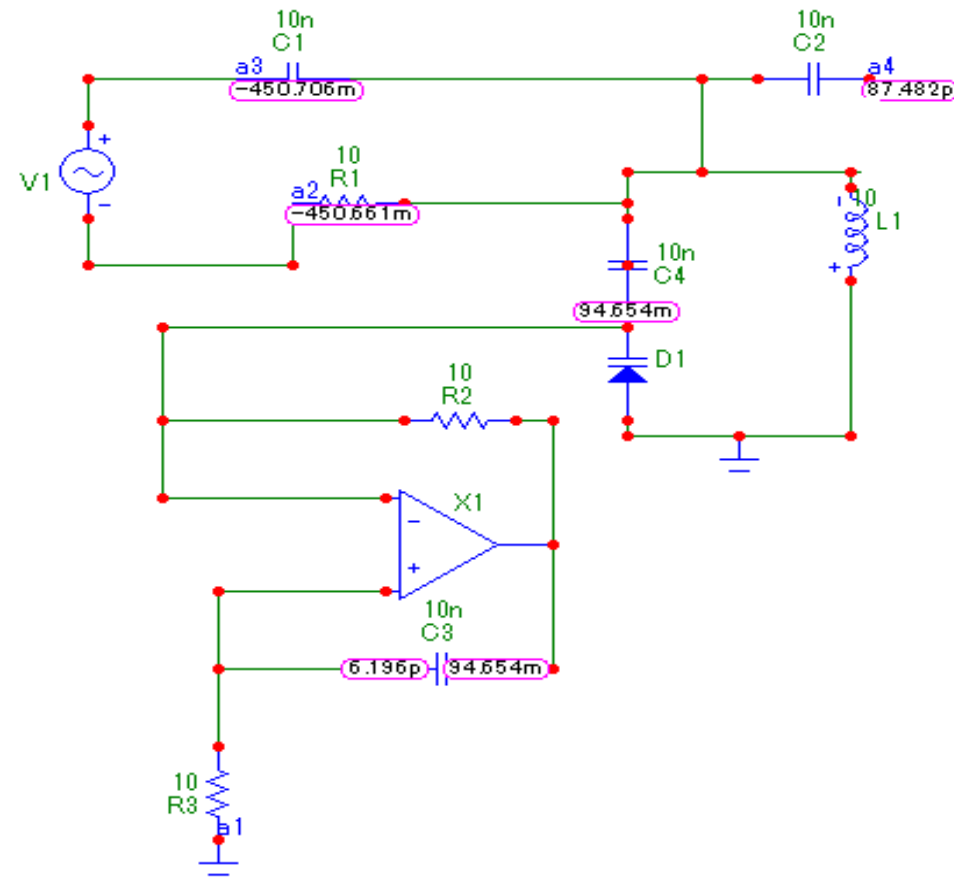 10n
C1
10n
C2
a3
-450.706m
a4
87.482p
V1
+
-
10
R1
a2
-450.661m
10
L1
-
+
10n
C4
94.654m
D1
10
R2
X1
-
+
10n
C3
6.196p
94.654m
10
R3
a1